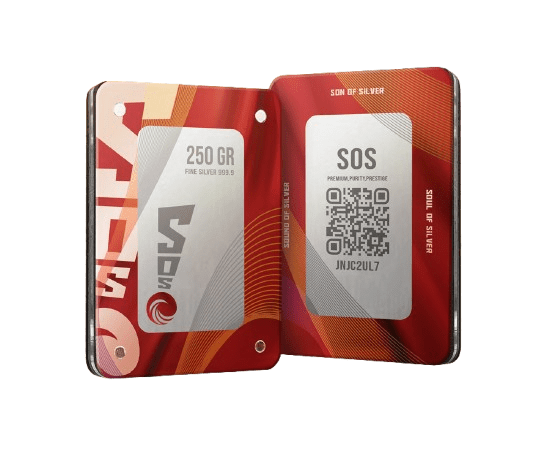 250 GR
FINE SILVER 999.9
SOS
SOS
SON OF SILVER
SOUND OF SILVER
SOUL OF SILVER
SOS
PREMIUM,PURITY,PRESTIGE
JNJC2UL7